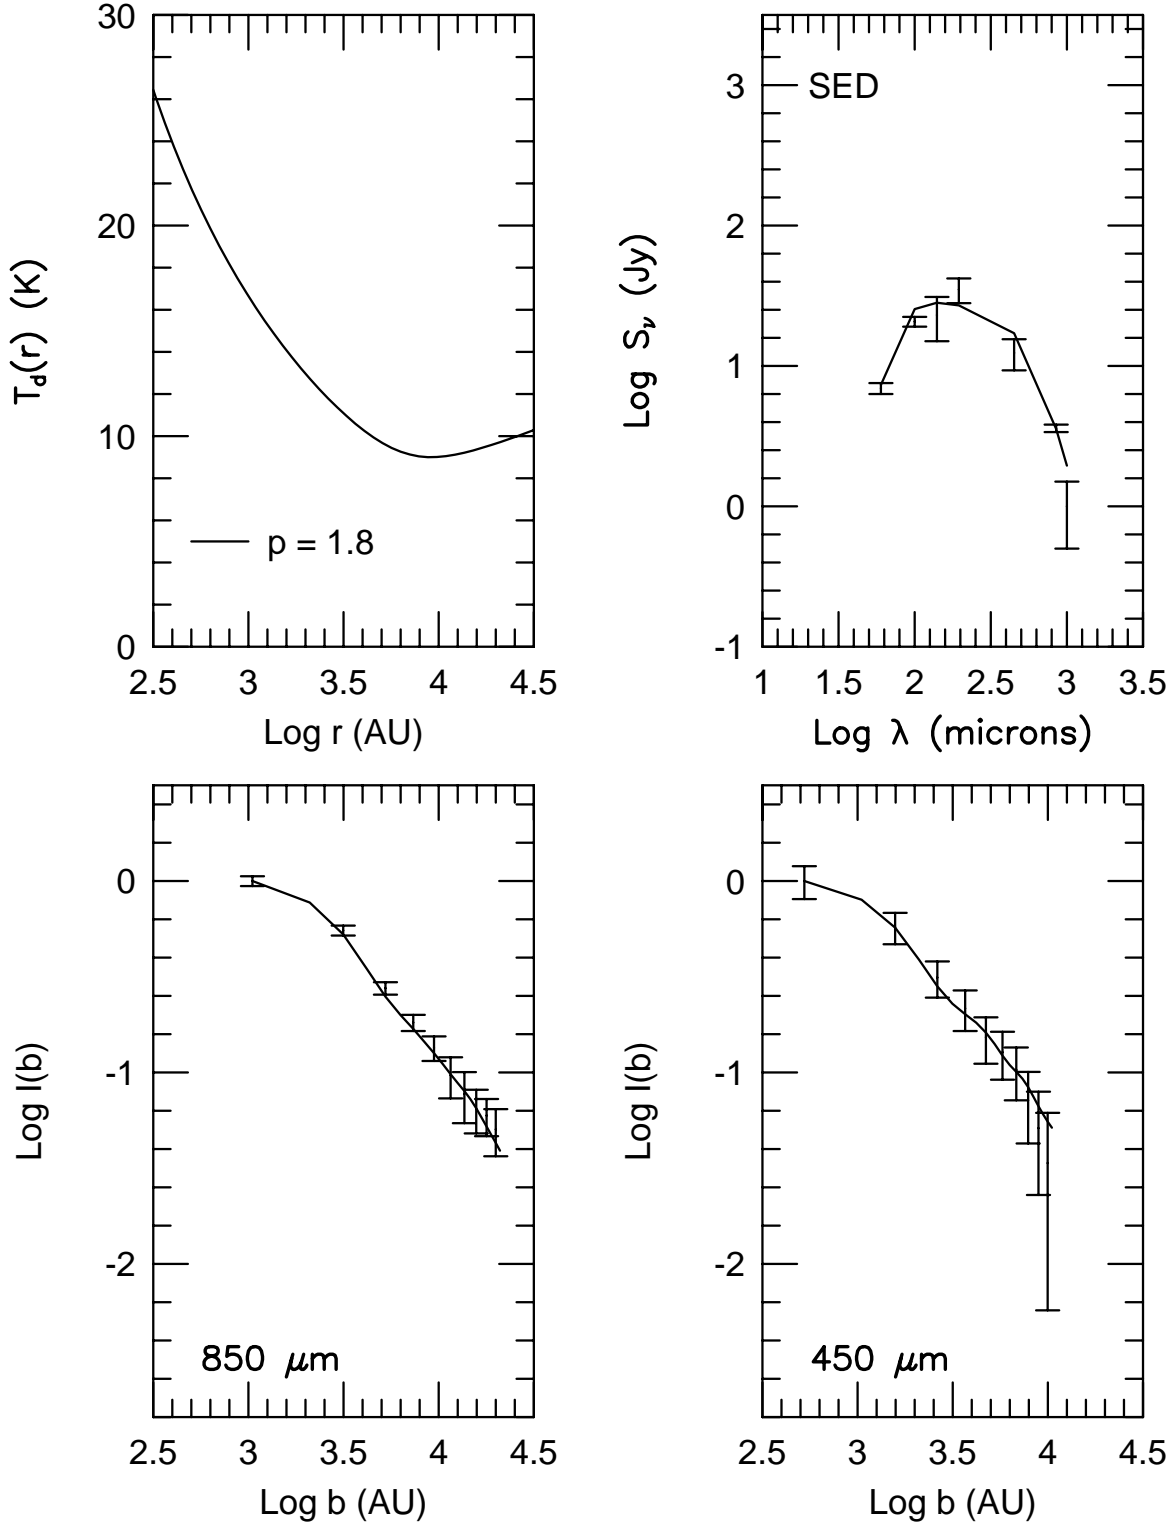 30
20
10
0
T_d(r) (K)
p = 1.8
2.5 3 3.5 4 4.5
Log r (AU)
3
2
1
0
-1
Log S_ν (Jy)
SED
1 1.5 2 2.5 3 3.5
Log λ (microns)
0
-1
-2
Log I(b)
850 μm
2.5 3 3.5 4 4.5
Log b (AU)
0
-1
-2
Log I(b)
450 μm
2.5 3 3.5 4 4.5
Log b (AU)